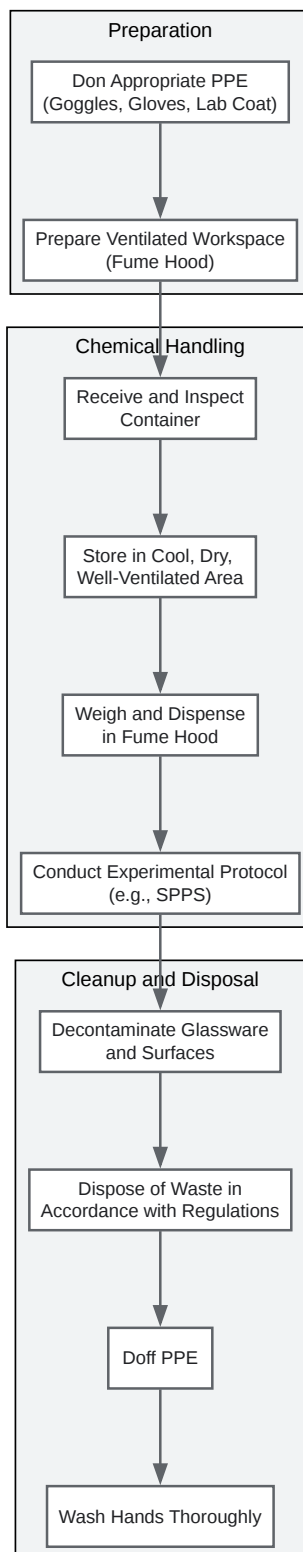 Preparation
Don Appropriate PPE
(Goggles, Gloves, Lab Coat)
Prepare Ventilated Workspace
(Fume Hood)
Chemical Handling
Receive and Inspect
Container
Store in Cool, Dry,
Well-Ventilated Area
Weigh and Dispense
in Fume Hood
Conduct Experimental Protocol
(e.g., SPPS)
Cleanup and Disposal
Decontaminate Glassware
and Surfaces
Dispose of Waste in
Accordance with Regulations
Doff PPE
Wash Hands Thoroughly